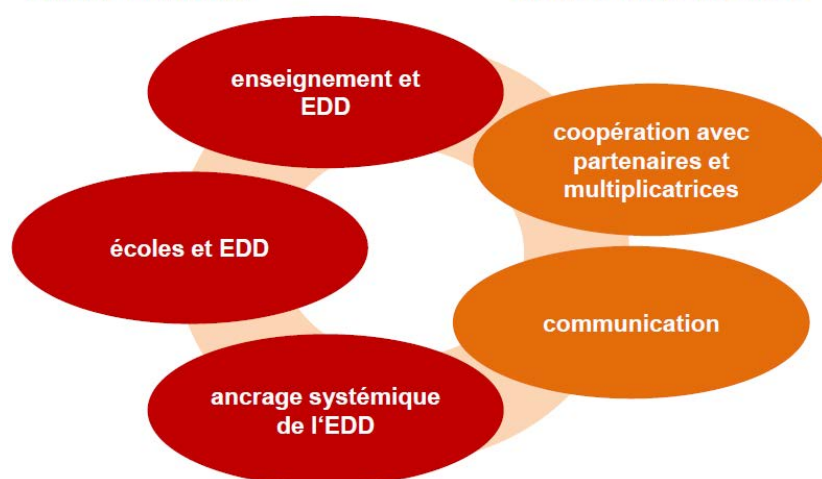 enseignement et
EDD
coopération avec
partenaires et
multiplicatrices
écoles et EDD
communication
ancrage systémique
de l‘EDD